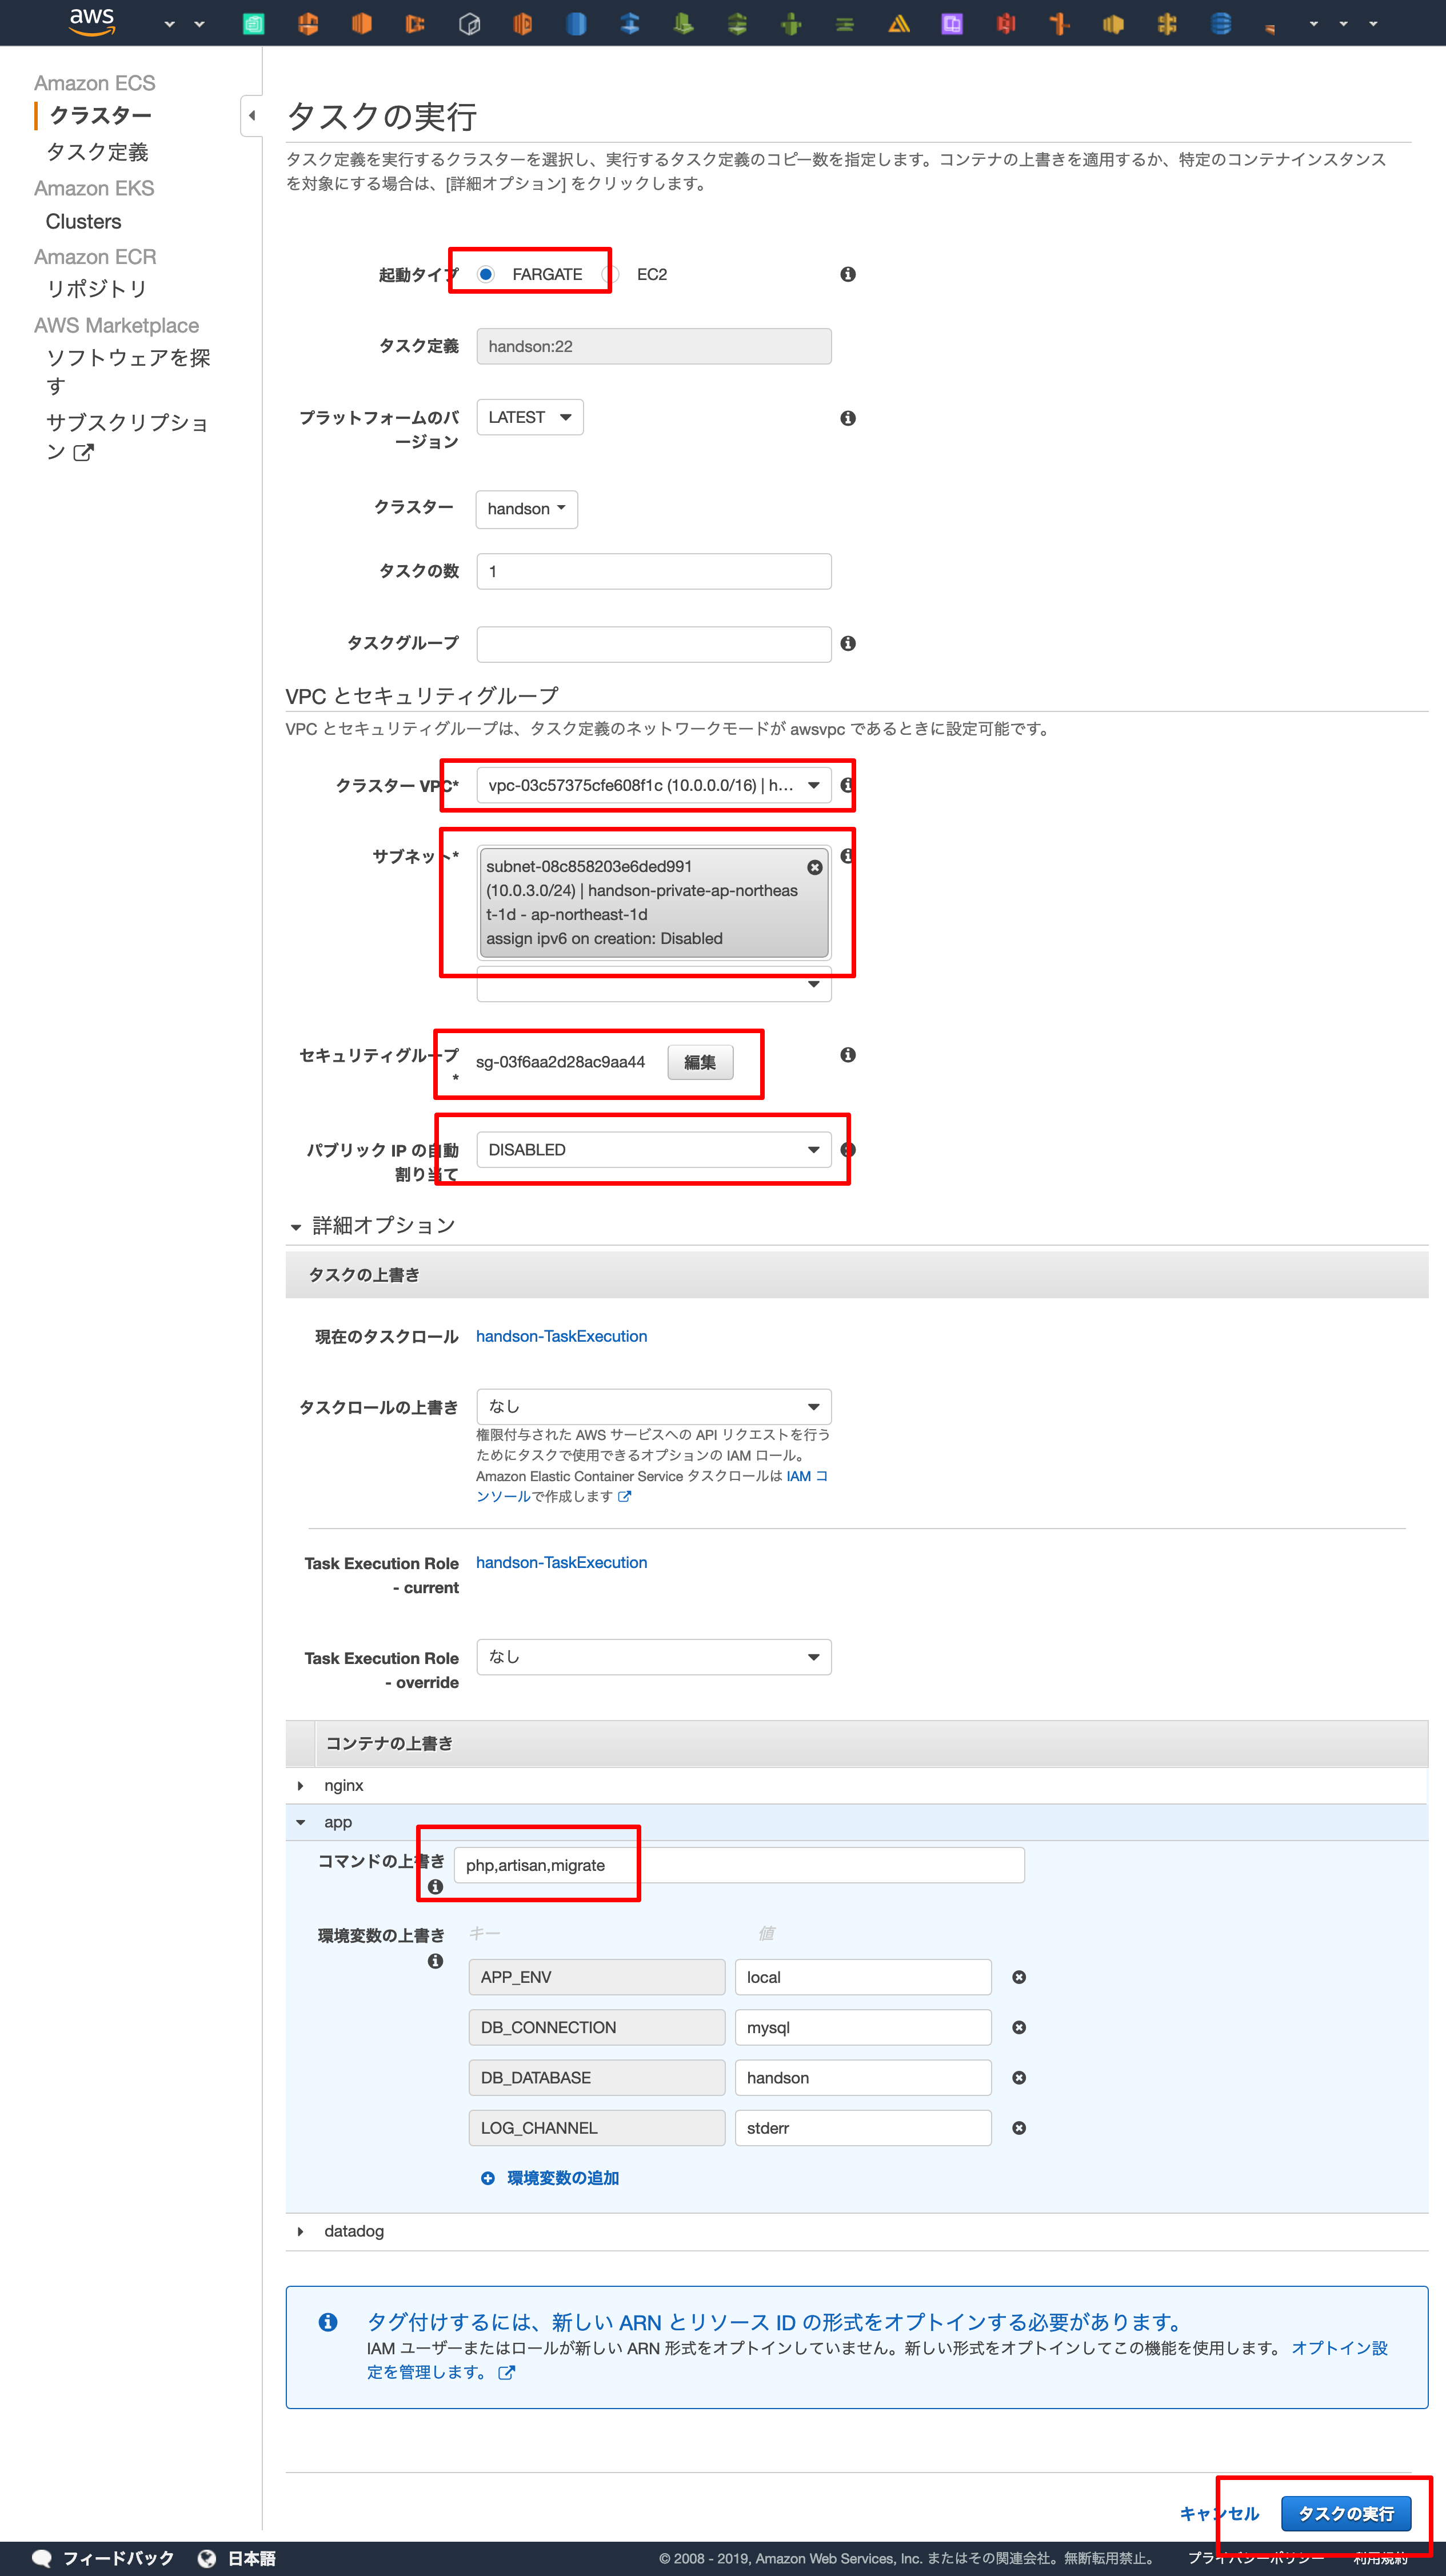 aws
Amazon ECS
クラスター
タスク定義
Amazon EKS
Clusters
Amazon ECR
リポジトリ
AWS Marketplace
ソフトウェアを探
す
サブスクリプショ
ン
タスクの実行
タスク定義を実行するクラスターを選択し、実行するタスク定義のコピー数を指定します。コンテナの上書きを適用するか、特定のコンテナインスタンス
を対象にする場合は、[詳細オプション] をクリックします。
起動タイプ FARGATE EC2
タスク定義 handson:22
プラットフォームのバ
ージョン
LATEST
クラスター handson
タスクの数 1
タスクグループ
VPC とセキュリティグループ
VPC とセキュリティグループは、タスク定義のネットワークモードが awsvpc であるときに設定可能です。
クラスター VPC* vpc-03c57375cfe608f1c (10.0.0.0/16) | h...
サブネット*
subnet-08c858203e6ded991
(10.0.3.0/24) | handson-private-ap-northeas
t-1d - ap-northeast-1d
assign ipv6 on creation: Disabled
セキュリティグループ
*
sg-03f6aa2d28ac9aa44 編集
パブリック IP の自動
割り当て
DISABLED
詳細オプション
タスクの上書き
現在のタスクロール handson-TaskExecution
タスクロールの上書き なし
権限付与された AWS サービスへの API リクエストを行う
ためにタスクで使用できるオプションの IAM ロール。
Amazon Elastic Container Service タスクロールは IAM コ
ンソールで作成します
Task Execution Role
- current
handson-TaskExecution
Task Execution Role
- override
なし
コンテナの上書き
nginx
app
コマンドの上書き php,artisan,migrate
環境変数の上書き キー 値
APP_ENV local
DB_CONNECTION mysql
DB_DATABASE handson
LOG_CHANNEL stderr
環境変数の追加
datadog
タグ付けするには、新しい ARN とリソース ID の形式をオプトインする必要があります。
IAM ユーザーまたはロールが新しい ARN 形式をオプトインしていません。新しい形式をオプトインしてこの機能を使用します。 オプトイン設
定を管理します。
キャンセル タスクの実行
フィードバック 日本語 © 2008 - 2019, Amazon Web Services, Inc. またはその関連会社。無断転用禁止。 プライバシーポリシー 利用規約